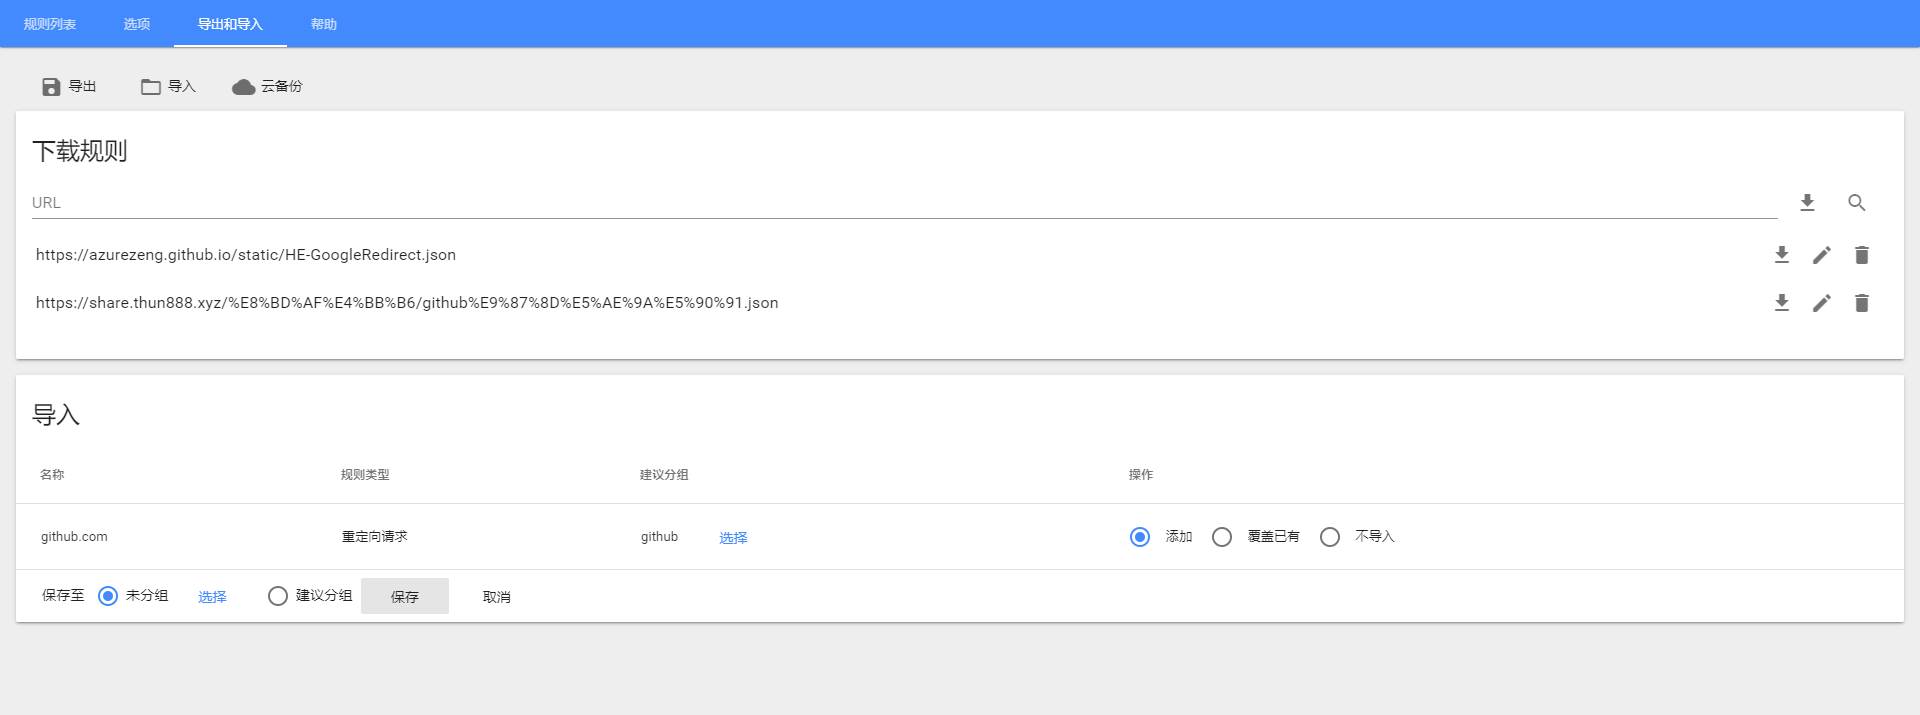 规则列表 选项 导出和导入 帮助
导出 导入 云备份
下载规则
URL
https://azurezeng.github.io/static/HE-GoogleRedirect.json
https://share.thun888.xyz/%E8%BD%AF%E4%BB%B6/github%E9%87%8D%E5%AE%9A%E5%90%91.json
导入
名称 规则类型 建议分组 操作
github.com 重定向请求 github 选择 添加 覆盖已有 不导入
保存至 未分组 选择 建议分组 保存 取消